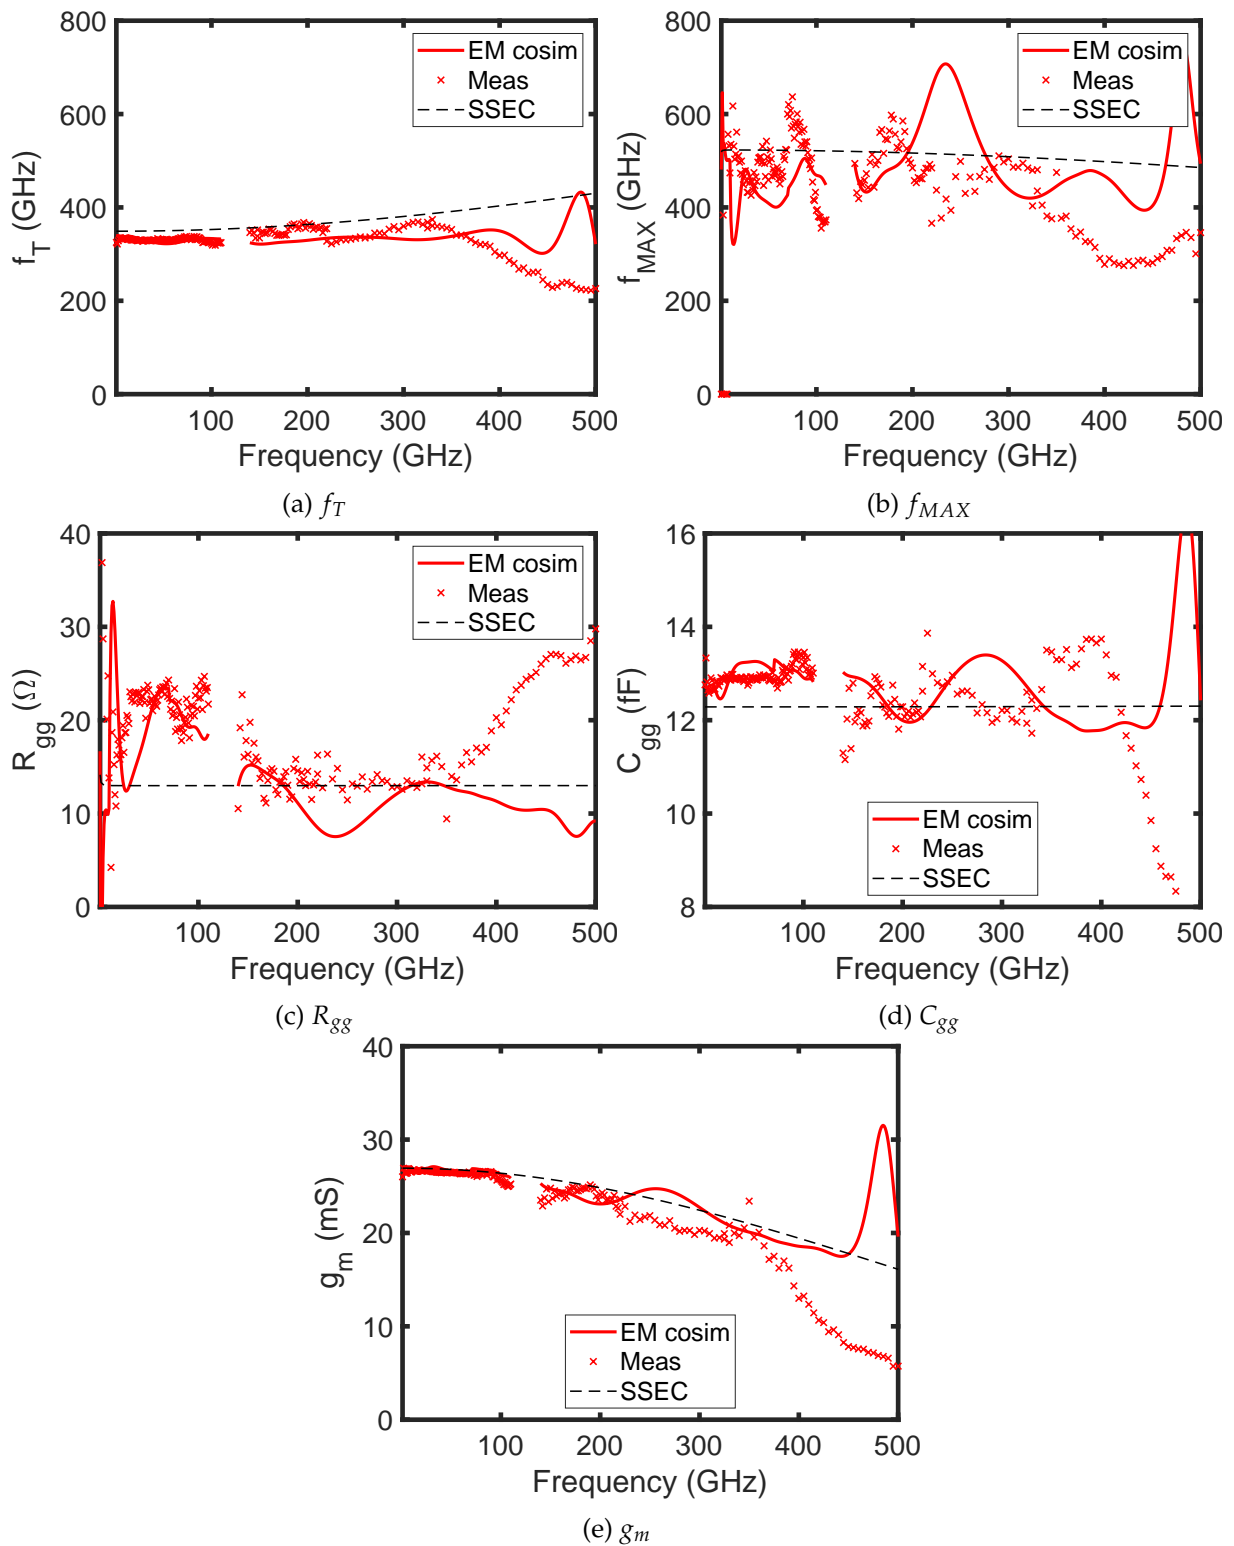 800
600
400
200
0
f_T (GHz)
EM cosim
Meas
SSEC
100 200 300 400 500
Frequency (GHz)
(a) f_T
800
600
400
200
0
f_MAX (GHz)
EM cosim
Meas
SSEC
100 200 300 400 500
Frequency (GHz)
(b) f_MAX
40
30
20
10
0
R_gg (Ω)
EM cosim
Meas
SSEC
100 200 300 400 500
Frequency (GHz)
(c) R_gg
16
14
12
10
8
C_gg (fF)
EM cosim
Meas
SSEC
100 200 300 400 500
Frequency (GHz)
(d) C_gg
40
30
20
10
0
g_m (mS)
EM cosim
Meas
SSEC
100 200 300 400 500
Frequency (GHz)
(e) g_m